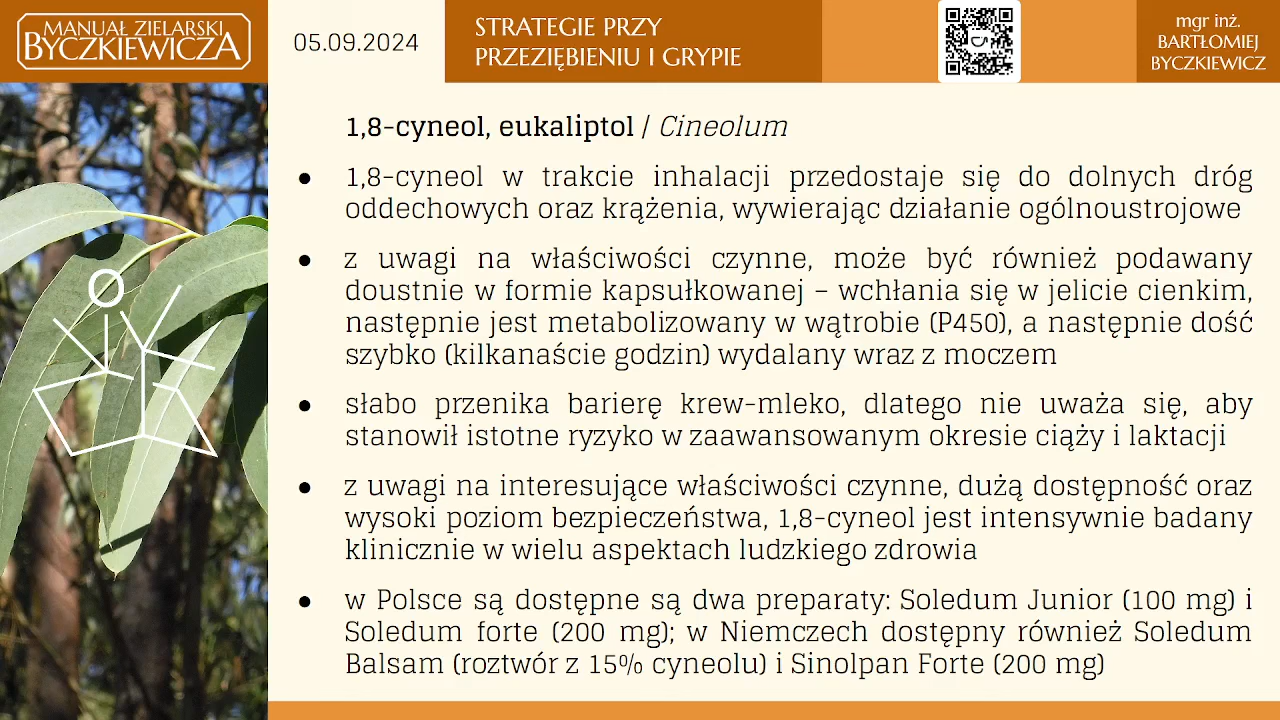 MANUAŁ ZIELARSKI
BYCZKIEWICZA
05.09.2024
STRATEGIE PRZY
PRZEZIĘBIENIU I GRYPIE
mgr inż.
BARTŁOMIEJ
BYCZKIEWICZ
1,8-cyneol, eukaliptol / Cineolum
● 1,8-cyneol w trakcie inhalacji przedostaje się do dolnych dróg
oddechowych oraz krążenia, wywierając działanie ogólnoustrojowe
● z uwagi na właściwości czynne, może być również podawany
doustnie w formie kapsułkowanej – wchłania się w jelicie cienkim,
następnie jest metabolizowany w wątrobie (P450), a następnie dość
szybko (kilkanaście godzin) wydalany wraz z moczem
● słabo przenika barierę krew-mleko, dlatego nie uważa się, aby
stanowił istotne ryzyko w zaawansowanym okresie ciąży i laktacji
● z uwagi na interesujące właściwości czynne, dużą dostępność oraz
wysoki poziom bezpieczeństwa, 1,8-cyneol jest intensywnie badany
klinicznie w wielu aspektach ludzkiego zdrowia
● w Polsce są dostępne są dwa preparaty: Soledum Junior (100 mg) i
Soledum forte (200 mg); w Niemczech dostępny również Soledum
Balsam (roztwór z 15% cyneolu) i Sinolpan Forte (200 mg)
O